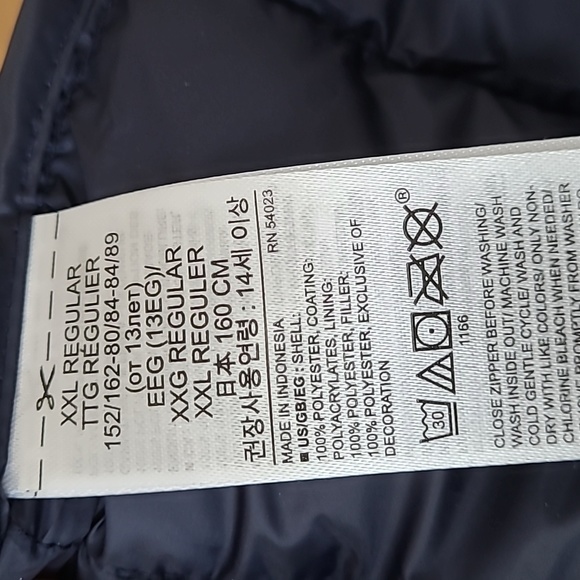 XXL REGULAR
TTG RÉGULIER
152/162-80/84-84/89
(от 13лет)
EEG (13EG)/
XXG REGULAR
XXL REGULER
日本 160 CM
권장사용연령 : 14세 이상
RN 54023
MADE IN INDONESIA
■ US/GB/EG : SHELL:
100% POLYESTER, COATING:
POLYACRYLATES, LINING:
100% POLYESTER, FILLER:
100% POLYESTER, EXCLUSIVE OF
DECORATION
30
®
1166
CLOSE ZIPPER BEFORE WASHING/
WASH INSIDE OUT/ MACHINE WASH
COLD GENTLE CYCLE/ WASH AND
DRY WITH LIKE COLORS/ ONLY NON-
CHLORINE BLEACH WHEN NEEDED/
PROMPTLY FROM